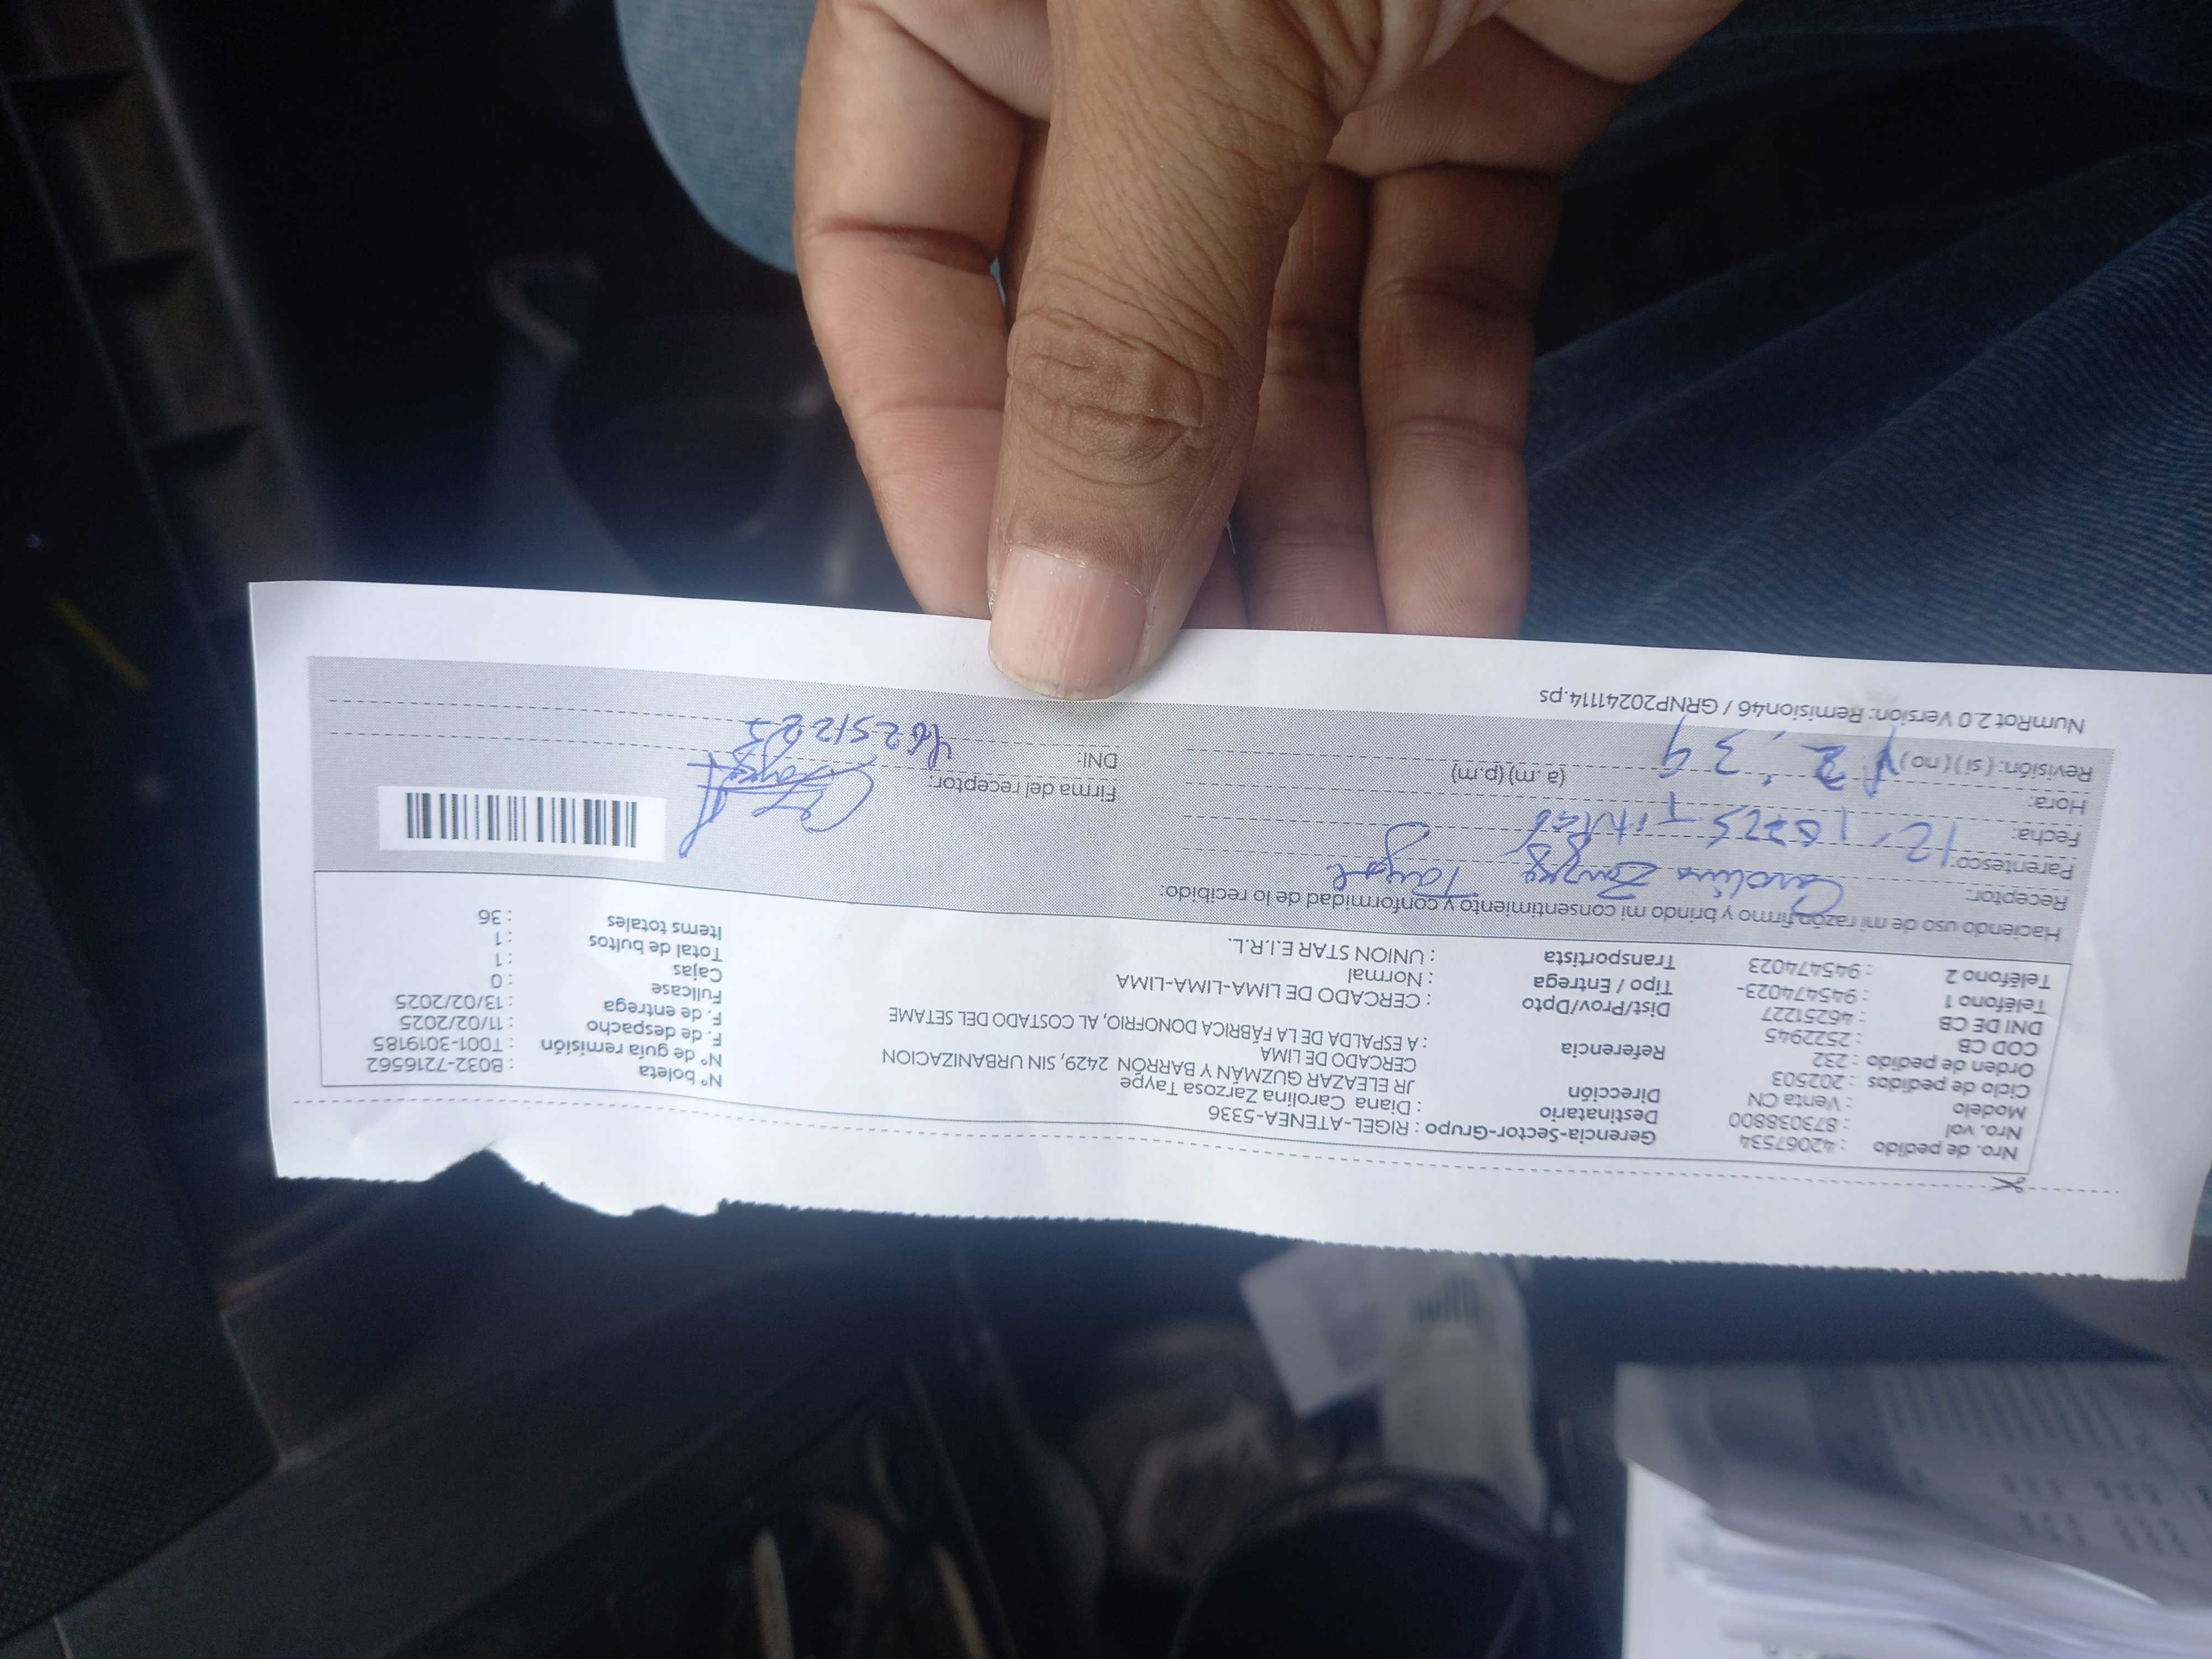 Nro. de pedido : 42067534
Nro. vol : 873038800
Modelo : Venta CN
Ciclo de pedidos : 202503
Orden de pedido : 232
COD CB : 2522945
DNI DE CB : 46251227
Teléfono 1 : 945474023-
Teléfono 2 : 945474023
Gerencia-Sector-Grupo : RIGEL-ATENEA-5336
Destinatario : Diana Carolina Zarzosa Taype
Dirección JR ELEAZAR GUZMÁN Y BARRÓN 2429, SIN URBANIZACION
CERCADO DE LIMA
Referencia : A ESPALDA DE LA FÁBRICA DONOFRIO, AL COSTADO DEL SETAME
Dist/Prov/Dpto : CERCADO DE LIMA-LIMA-LIMA
Tipo / Entrega : Normal
Transportista : UNION STAR E.I.R.L.
Nº boleta : B032-7216562
Nº de guía remisión : T001-3019185
F. de despacho : 11/02/2025
F. de entrega : 13/02/2025
Fullcase : 0
Cajas : 1
Total de bultos : 1
Items totales : 36
Haciendo uso de mi razón firmo y brindo mi consentimiento y conformidad de lo recibido:
Receptor: Carolina
Parentesco:
Fecha:
Hora: (a. m) (p.m)
Revisión: ( si ) ( no )
Firma del receptor:
DNI: 46251227
NumRot 2.0 Version: Remision46 / GRNP20241114.ps